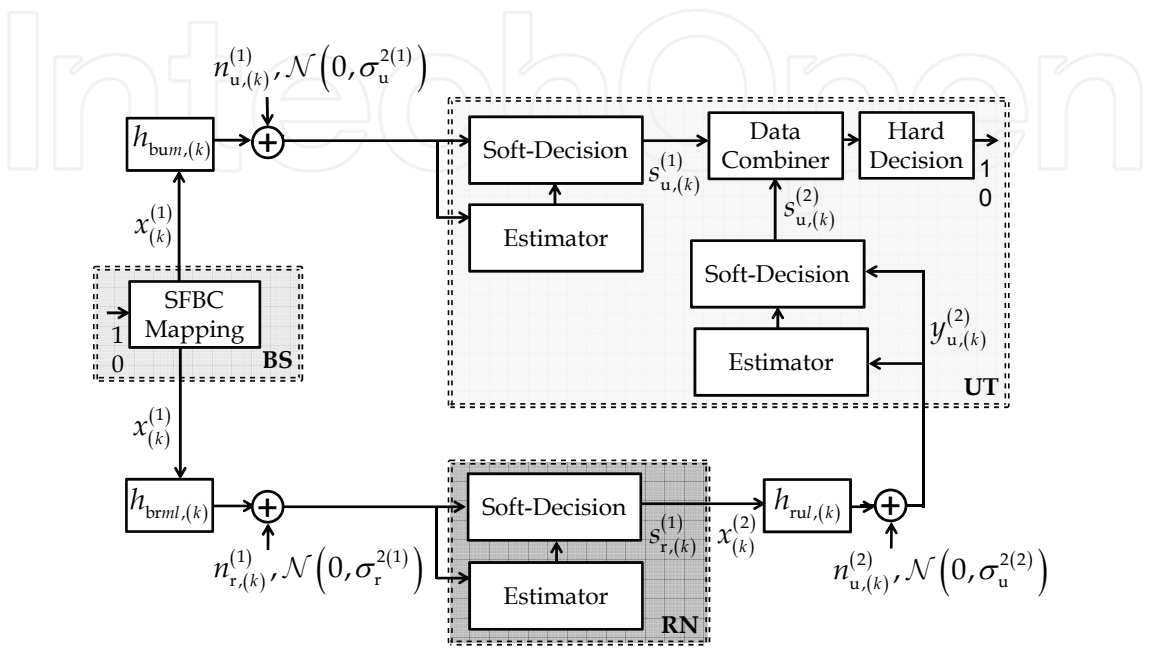 IntechOpen
n_{u,(k)}^{(1)}, 𝒩(0, σ_u^{2(1)})
h_{bum,(k)}
Soft-Decision
s_{u,(k)}^{(1)}
Data
Combiner
Hard
Decision
1
0
Estimator
x_{(k)}^{(1)}
s_{u,(k)}^{(2)}
Soft-Decision
SFBC
Mapping
1
0
BS
y_{u,(k)}^{(2)}
Estimator
UT
x_{(k)}^{(1)}
h_{brml,(k)}
Soft-Decision
s_{r,(k)}^{(1)}
x_{(k)}^{(2)}
h_{rul,(k)}
n_{r,(k)}^{(1)}, 𝒩(0, σ_r^{2(1)})
Estimator
RN
n_{u,(k)}^{(2)}, 𝒩(0, σ_u^{2(2)})